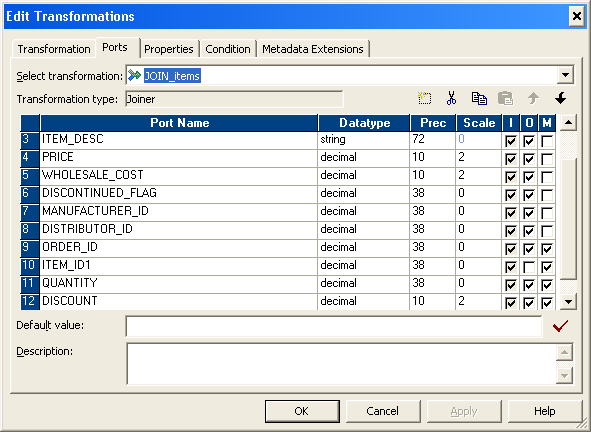 Edit Transformations
Transformation Ports Properties Condition Metadata Extensions
Select transformation: JOIN_items
Transformation type: Joiner
Port Name Datatype Prec Scale I O M
3 ITEM_DESC string 72 0
4 PRICE decimal 10 2
5 WHOLESALE_COST decimal 10 2
6 DISCONTINUED_FLAG decimal 38 0
7 MANUFACTURER_ID decimal 38 0
8 DISTRIBUTOR_ID decimal 38 0
9 ORDER_ID decimal 38 0
10 ITEM_ID1 decimal 38 0
11 QUANTITY decimal 38 0
12 DISCOUNT decimal 10 2
Default value:
Description:
OK Cancel Apply Help